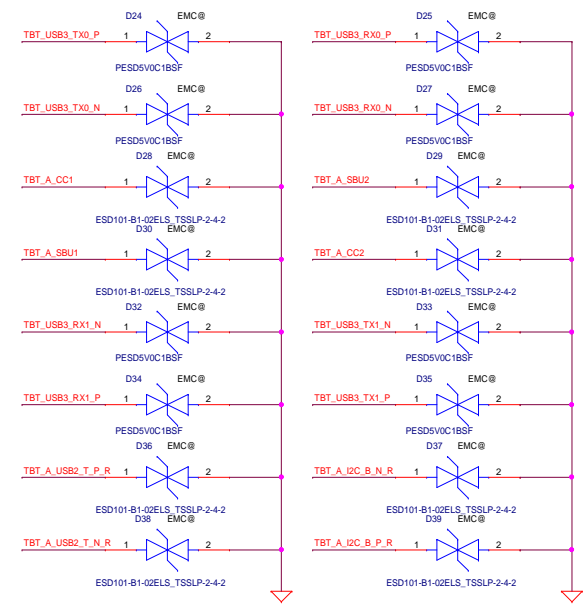 D24 EMC@ D25 EMC@
TBT_USB3_TX0_P 1 2 TBT_USB3_RX0_P 1 2
PESD5V0C1BSF PESD5V0C1BSF
D26 EMC@ D27 EMC@
TBT_USB3_TX0_N 1 2 TBT_USB3_RX0_N 1 2
PESD5V0C1BSF PESD5V0C1BSF
D28 EMC@ D29 EMC@
TBT_A_CC1 1 2 TBT_A_SBU2 1 2
ESD101-B1-02ELS_TSSLP-2-4-2 ESD101-B1-02ELS_TSSLP-2-4-2
D30 EMC@ D31 EMC@
TBT_A_SBU1 1 2 TBT_A_CC2 1 2
ESD101-B1-02ELS_TSSLP-2-4-2 ESD101-B1-02ELS_TSSLP-2-4-2
D32 EMC@ D33 EMC@
TBT_USB3_RX1_N 1 2 TBT_USB3_TX1_N 1 2
PESD5V0C1BSF PESD5V0C1BSF
D34 EMC@ D35 EMC@
TBT_USB3_RX1_P 1 2 TBT_USB3_TX1_P 1 2
PESD5V0C1BSF PESD5V0C1BSF
D36 EMC@ D37 EMC@
TBT_A_USB2_T_P_R 1 2 TBT_A_I2C_B_N_R 1 2
ESD101-B1-02ELS_TSSLP-2-4-2 ESD101-B1-02ELS_TSSLP-2-4-2
D38 EMC@ D39 EMC@
TBT_A_USB2_T_N_R 1 2 TBT_A_I2C_B_P_R 1 2
ESD101-B1-02ELS_TSSLP-2-4-2 ESD101-B1-02ELS_TSSLP-2-4-2